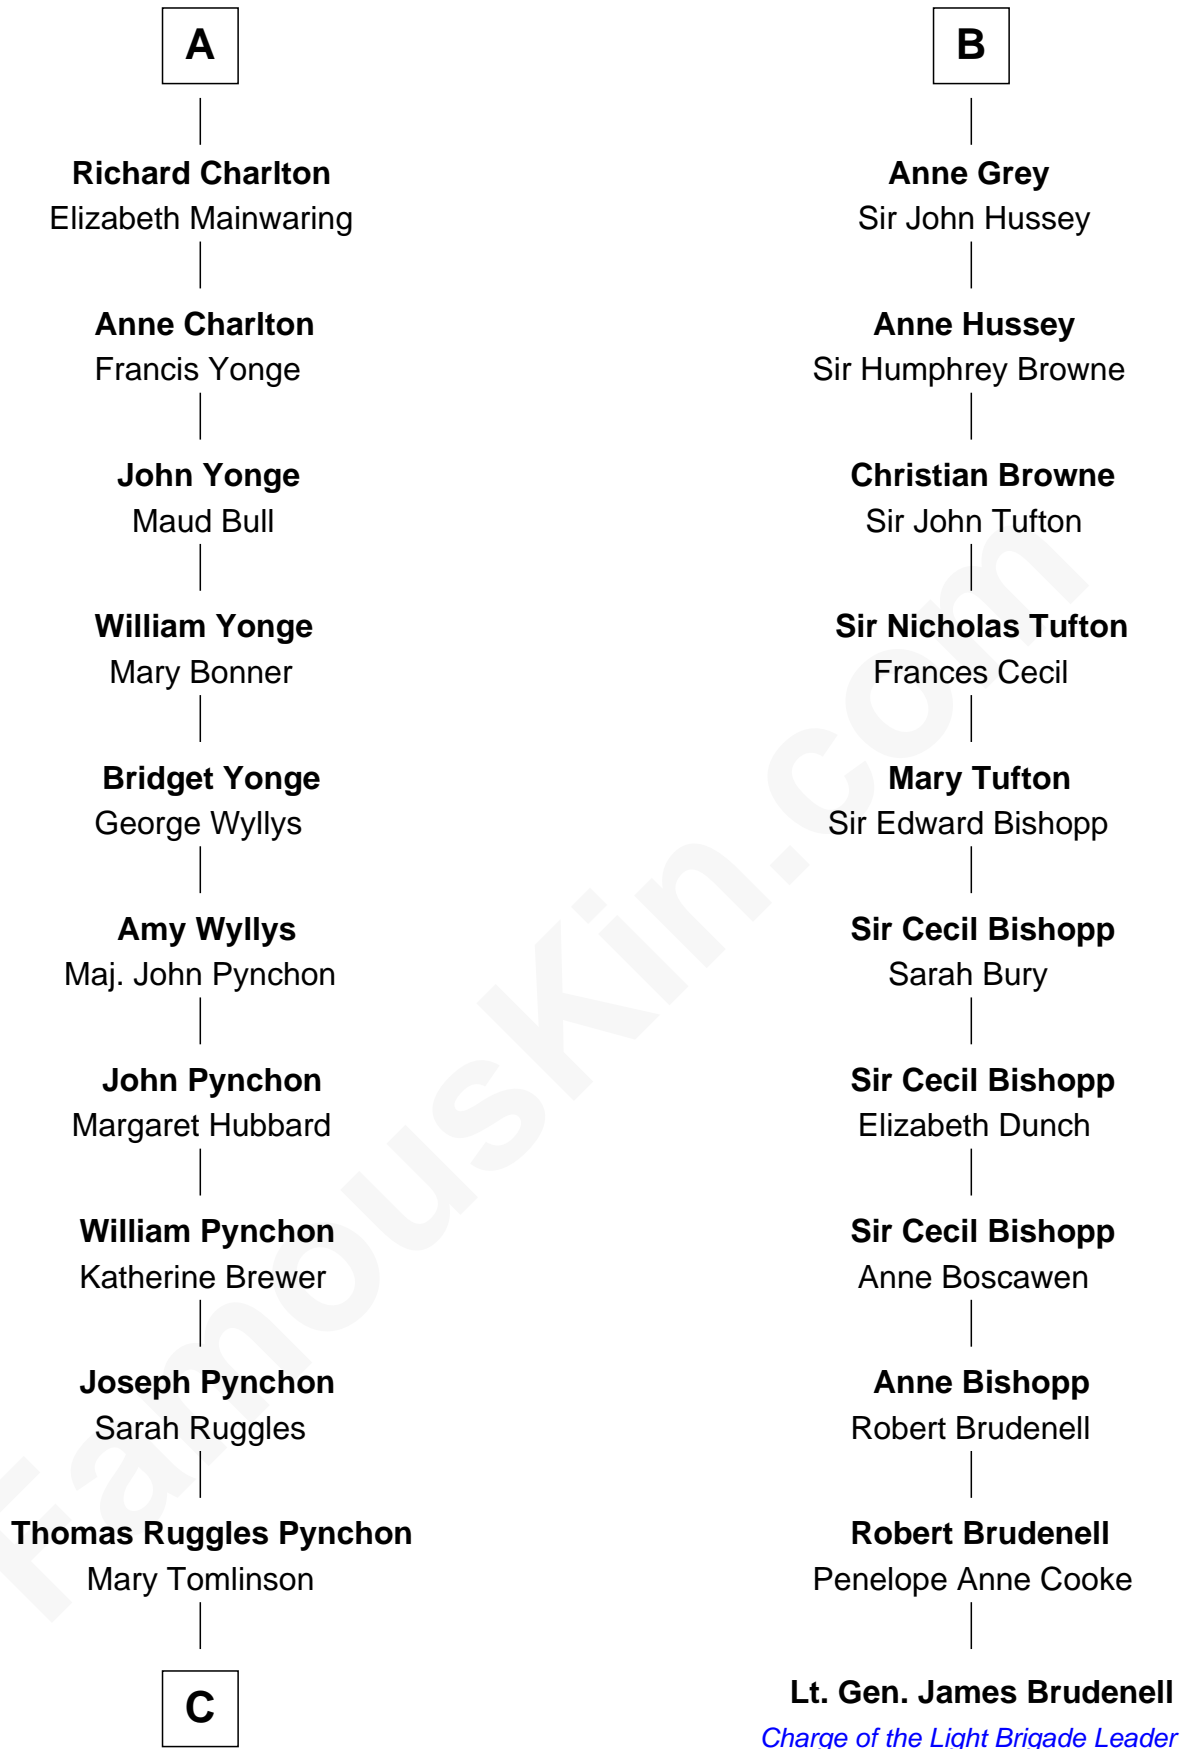 A
Richard Charlton
Elizabeth Mainwaring
Anne Charlton
Francis Yonge
John Yonge
Maud Bull
William Yonge
Mary Bonner
Bridget Yonge
George Wyllys
Amy Wyllys
Maj. John Pynchon
John Pynchon
Margaret Hubbard
William Pynchon
Katherine Brewer
Joseph Pynchon
Sarah Ruggles
Thomas Ruggles Pynchon
Mary Tomlinson
C
B
Anne Grey
Sir John Hussey
Anne Hussey
Sir Humphrey Browne
Christian Browne
Sir John Tufton
Sir Nicholas Tufton
Frances Cecil
Mary Tufton
Sir Edward Bishopp
Sir Cecil Bishopp
Sarah Bury
Sir Cecil Bishopp
Elizabeth Dunch
Sir Cecil Bishopp
Anne Boscawen
Anne Bishopp
Robert Brudenell
Robert Brudenell
Penelope Anne Cooke
Lt. Gen. James Brudenell
Charge of the Light Brigade Leader
FamousKin.com